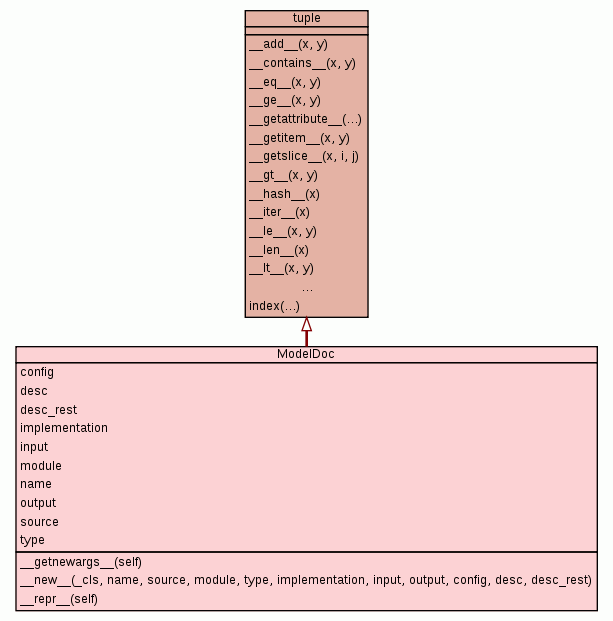 tuple
__add__(x, y)
__contains__(x, y)
__eq__(x, y)
__ge__(x, y)
__getattribute__(...)
__getitem__(x, y)
__getslice__(x, i, j)
__gt__(x, y)
__hash__(x)
__iter__(x)
__le__(x, y)
__len__(x)
__lt__(x, y)
...
index(...)
ModelDoc
config
desc
desc_rest
implementation
input
module
name
output
source
type
__getnewargs__(self)
__new__(_cls, name, source, module, type, implementation, input, output, config, desc, desc_rest)
__repr__(self)